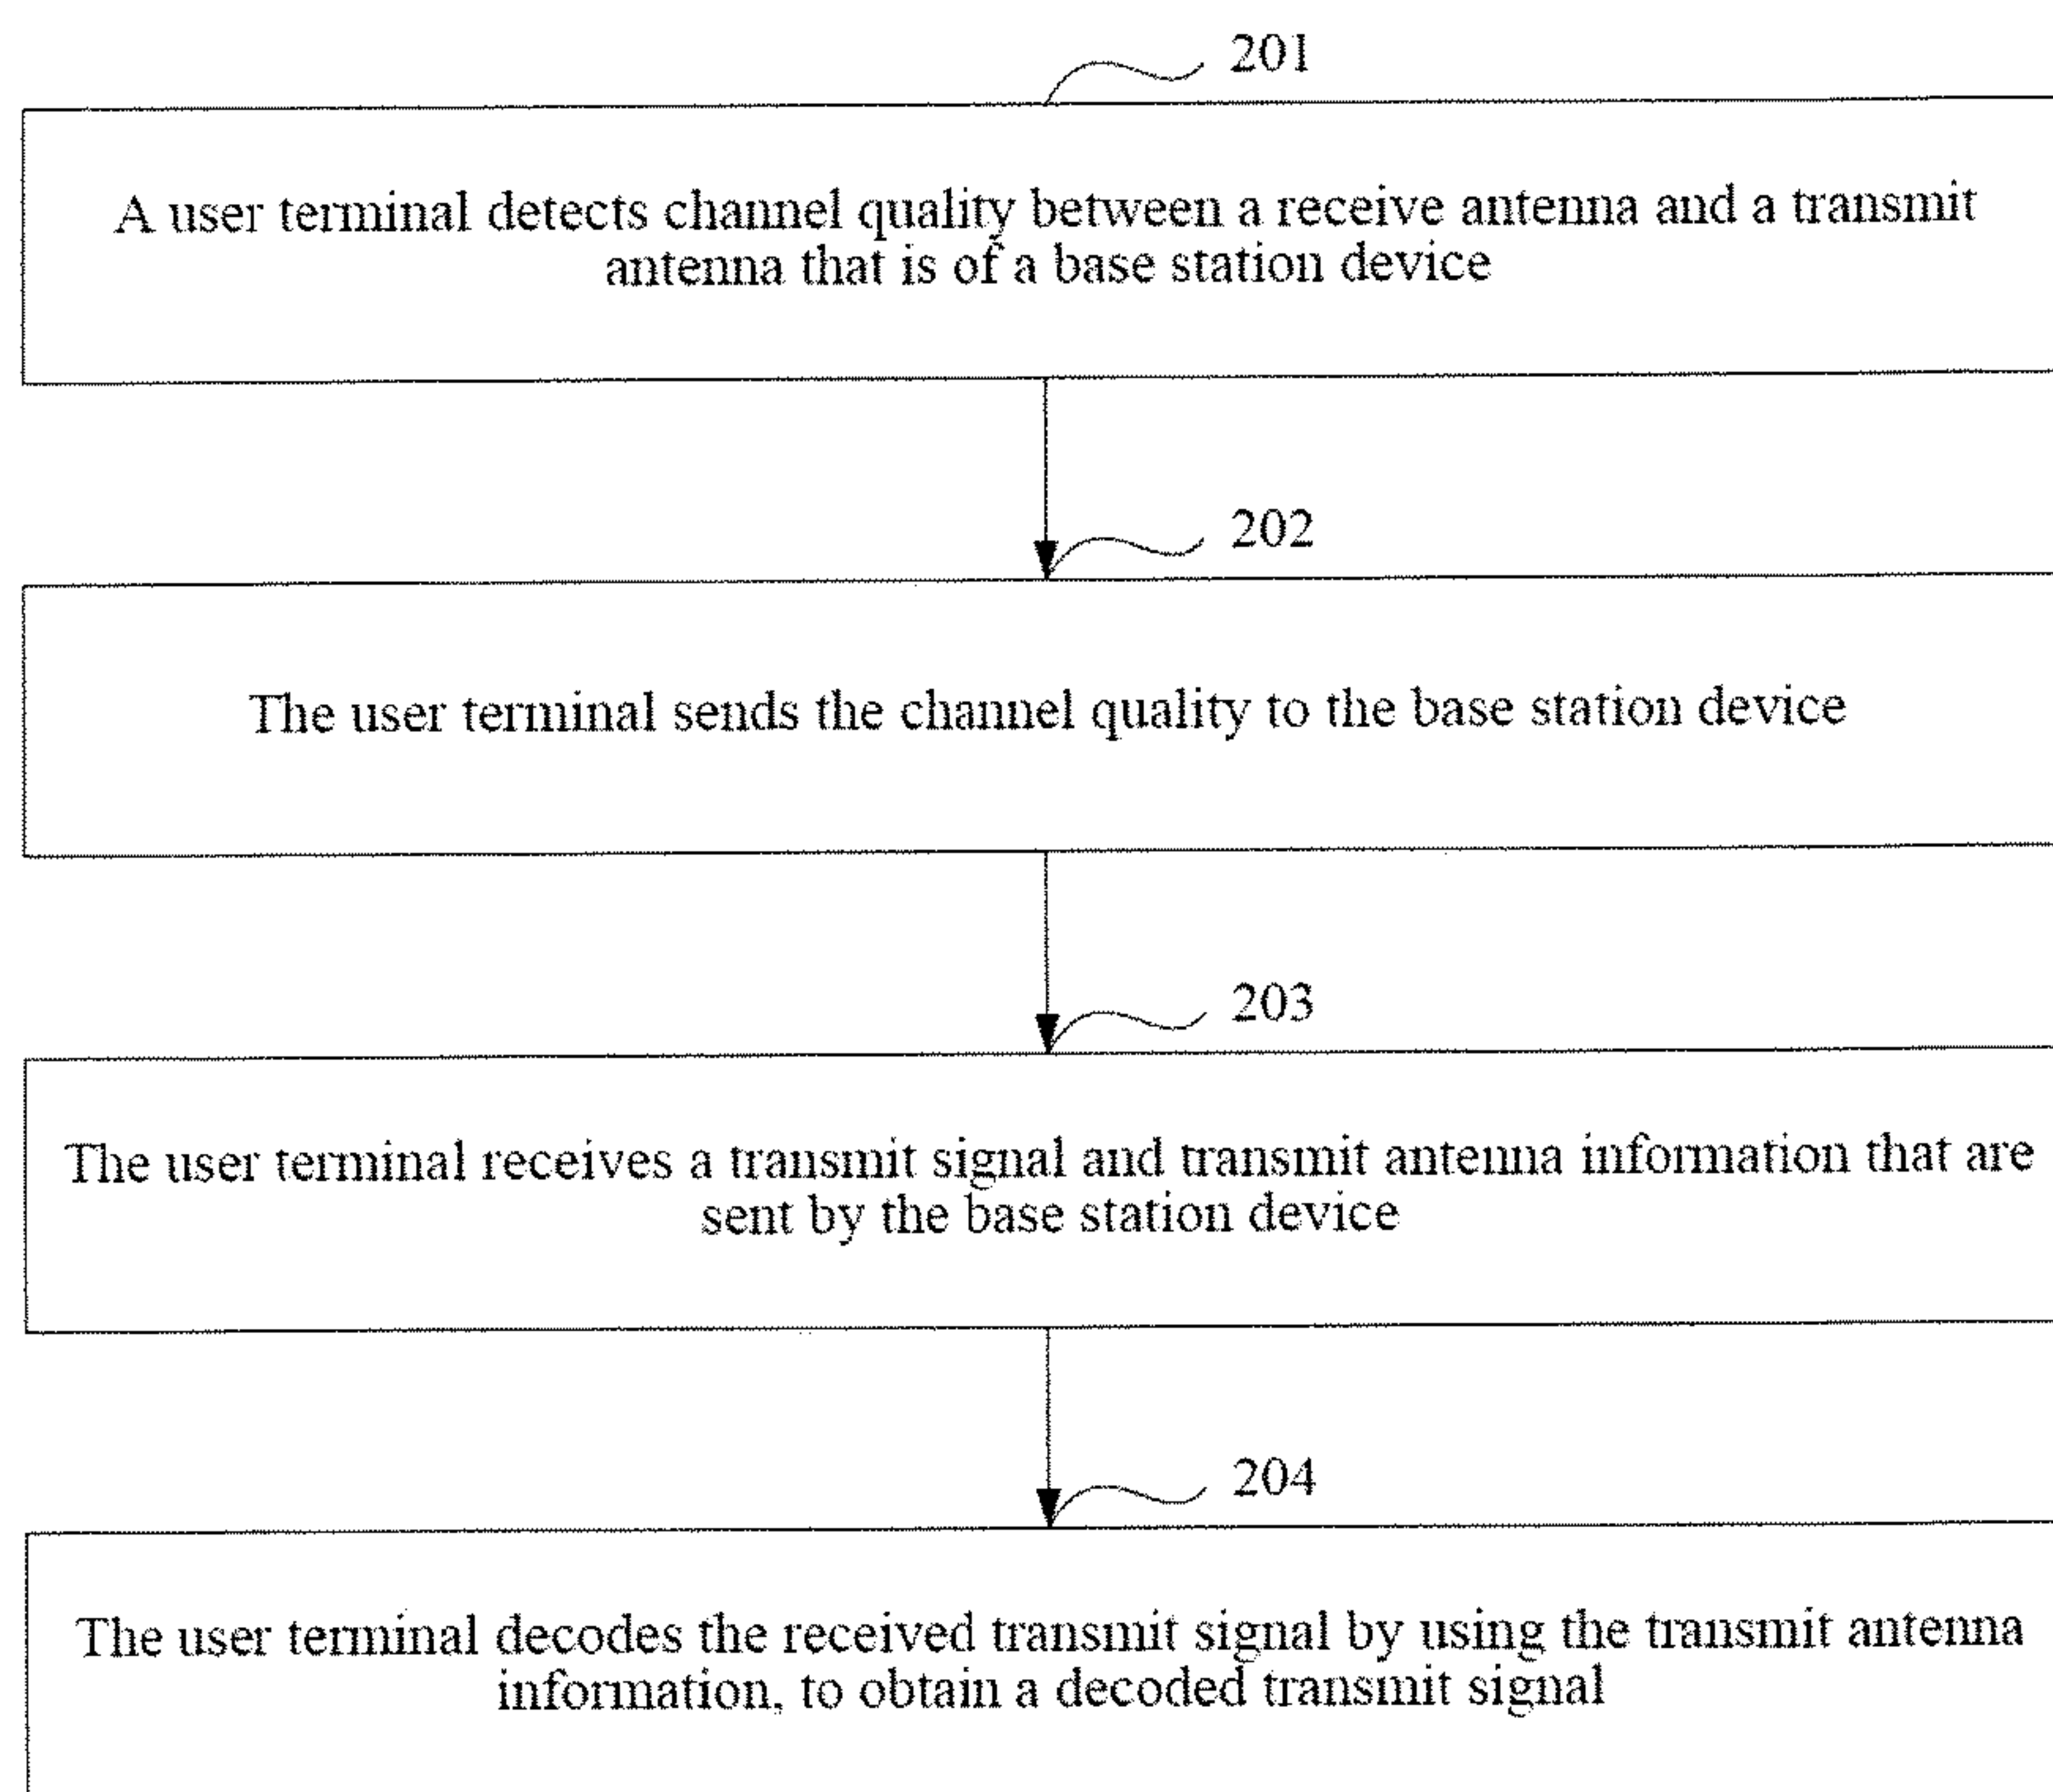 201
A user terminal detects channel quality between a receive antenna and a transmit
antenna that is of a base station device
202
The user terminal sends the channel quality to the base station device
203
The user terminal receives a transmit signal and transmit antenna information that are
sent by the base station device
204
The user terminal decodes the received transmit signal by using the transmit antenna
information, to obtain a decoded transmit signal